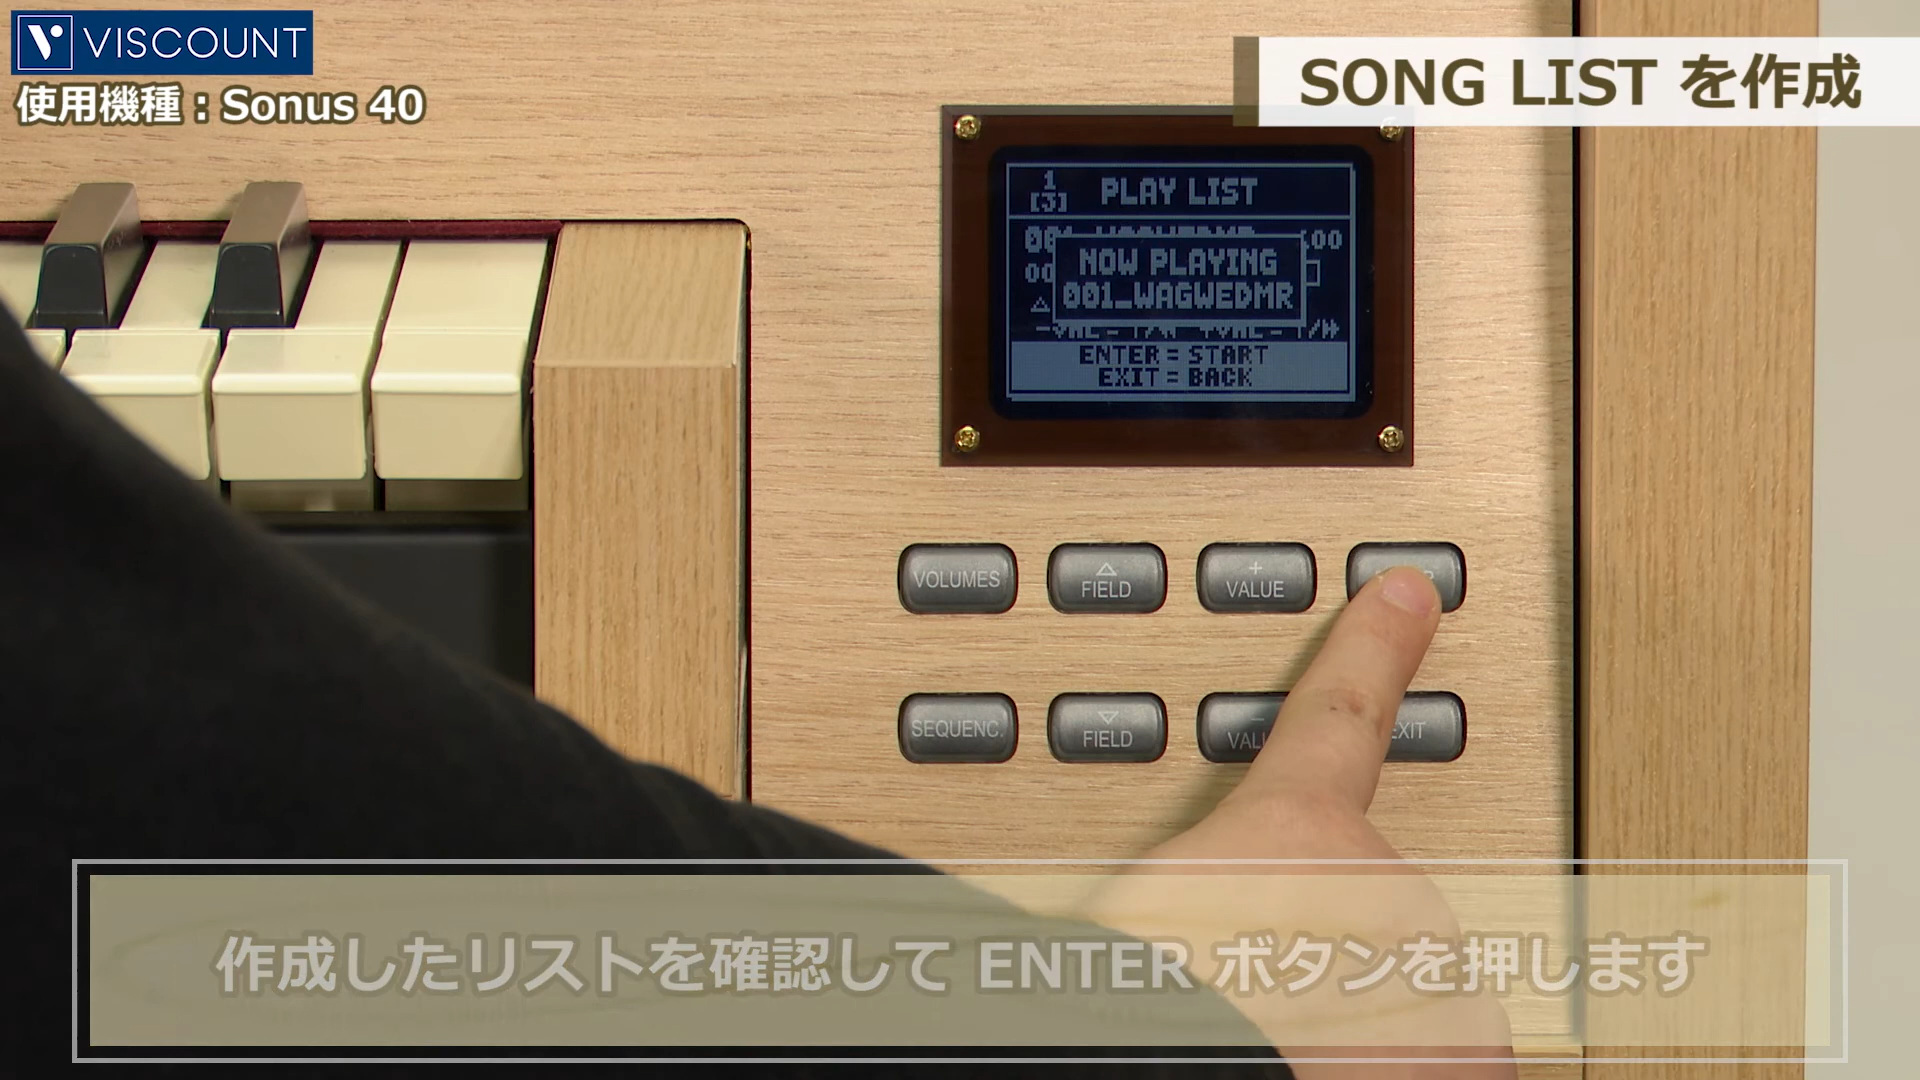 VISCOUNT
使用機種：Sonus 40
SONG LIST を作成
1
[3] PLAY LIST
NOW PLAYING
001_WAGWEDMR
ENTER = START
EXIT = BACK
VOLUMES
△ FIELD
+ VALUE
SEQUENC.
▽ FIELD
EXIT
作成したリストを確認して ENTER ボタンを押します